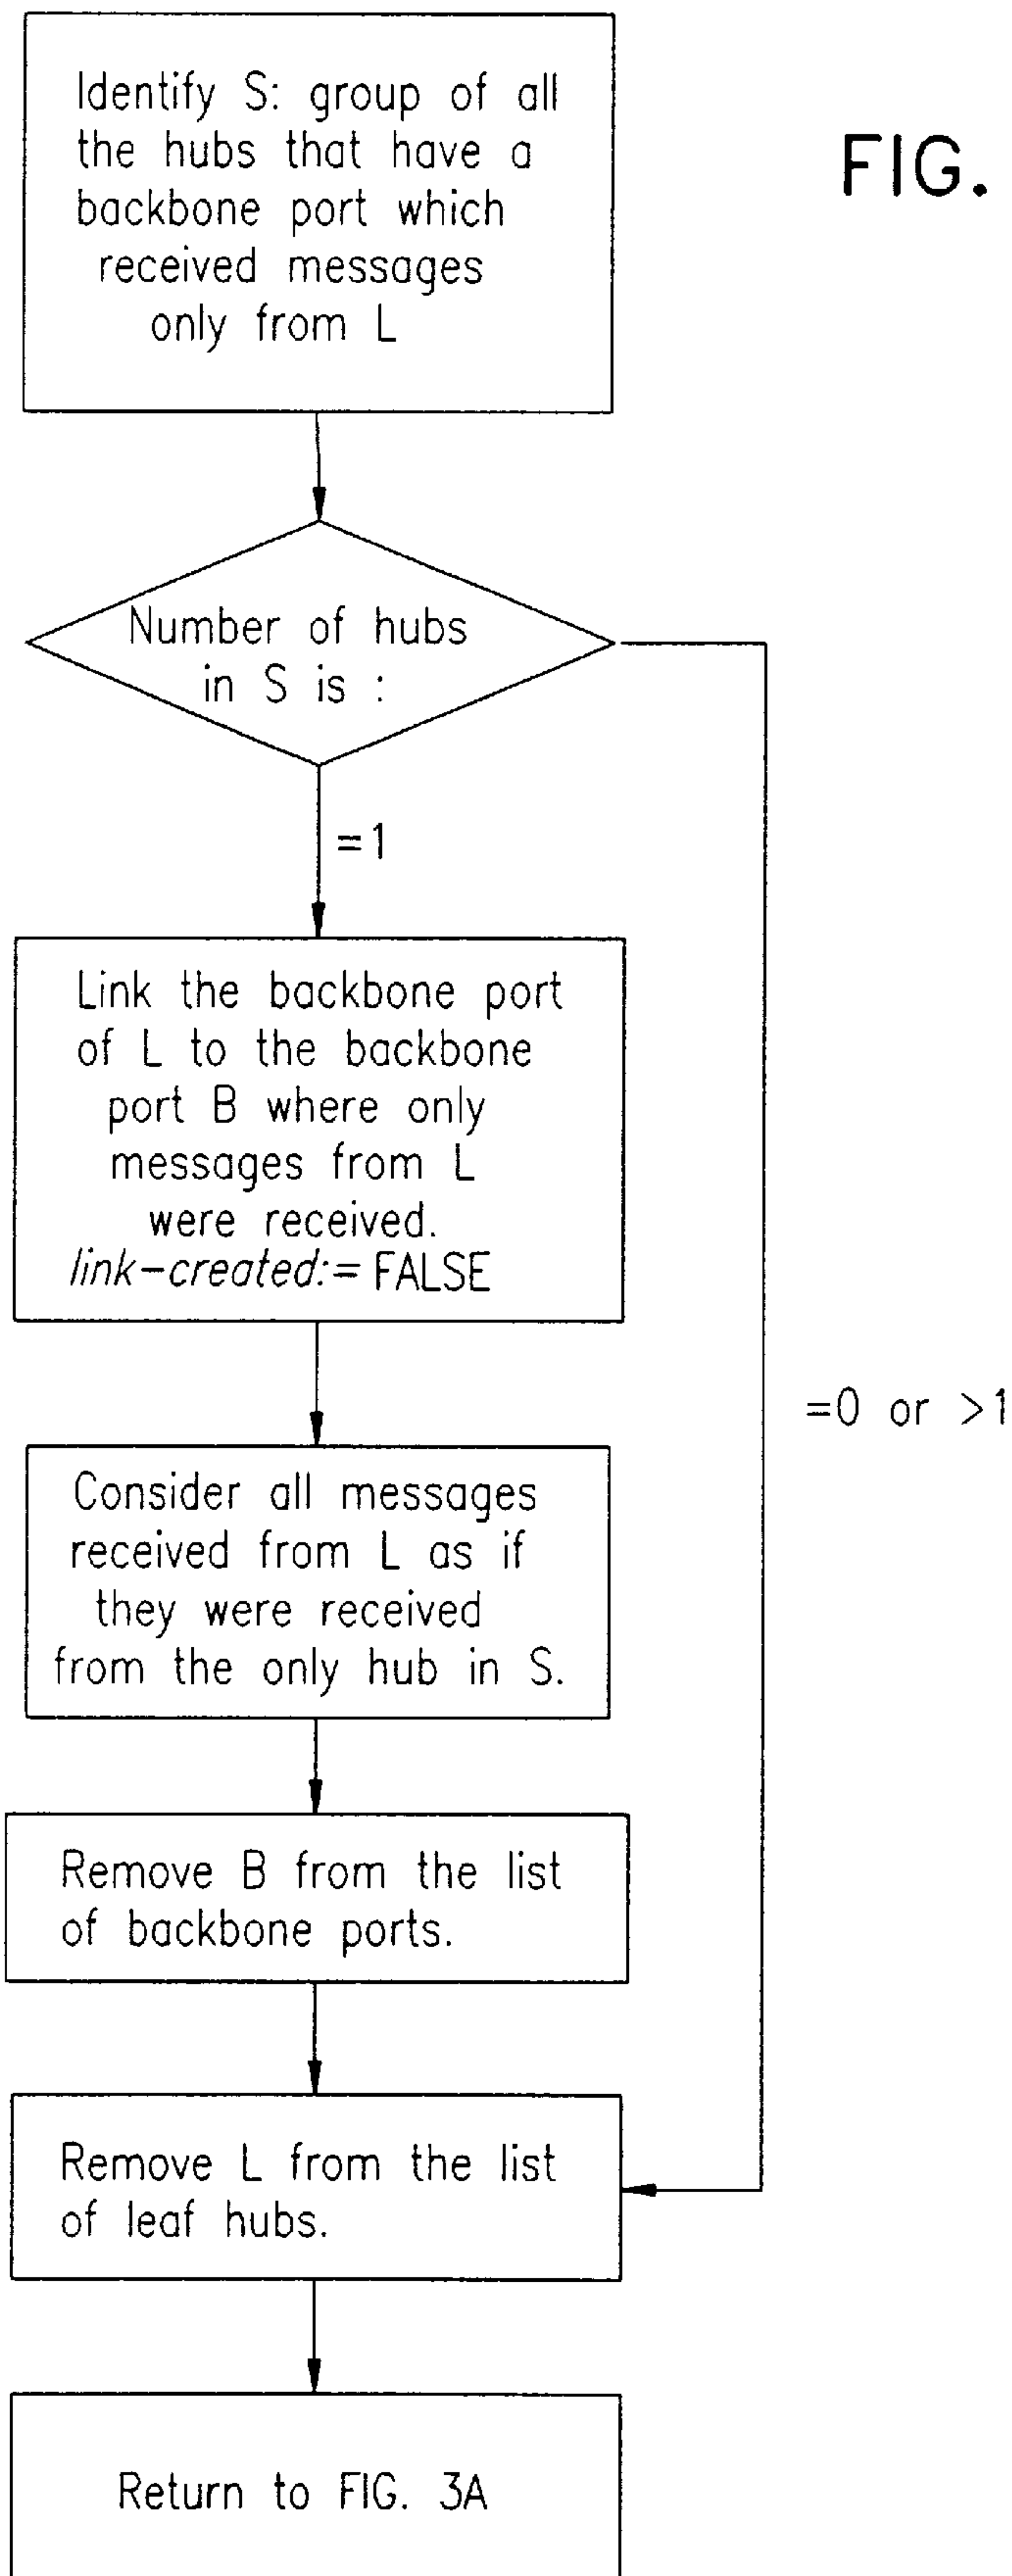 Identify S: group of all
the hubs that have a
backbone port which
received messages
only from L
FIG.
Number of hubs
in S is :
=1
Link the backbone port
of L to the backbone
port B where only
messages from L
were received.
link-created:= FALSE
=0 or >1
Consider all messages
received from L as if
they were received
from the only hub in S.
Remove B from the list
of backbone ports.
Remove L from the list
of leaf hubs.
Return to FIG. 3A